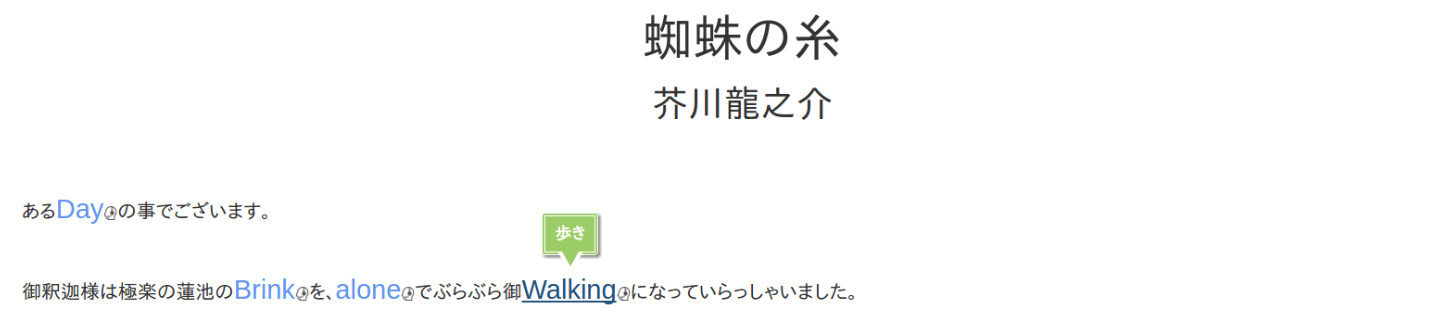 蜘蛛の糸
芥川龍之介
あるDayの事でございます。
歩き
御釈迦様は極楽の蓮池のBrinkを、aloneでぶらぶら御Walkingになっていらっしゃいました。